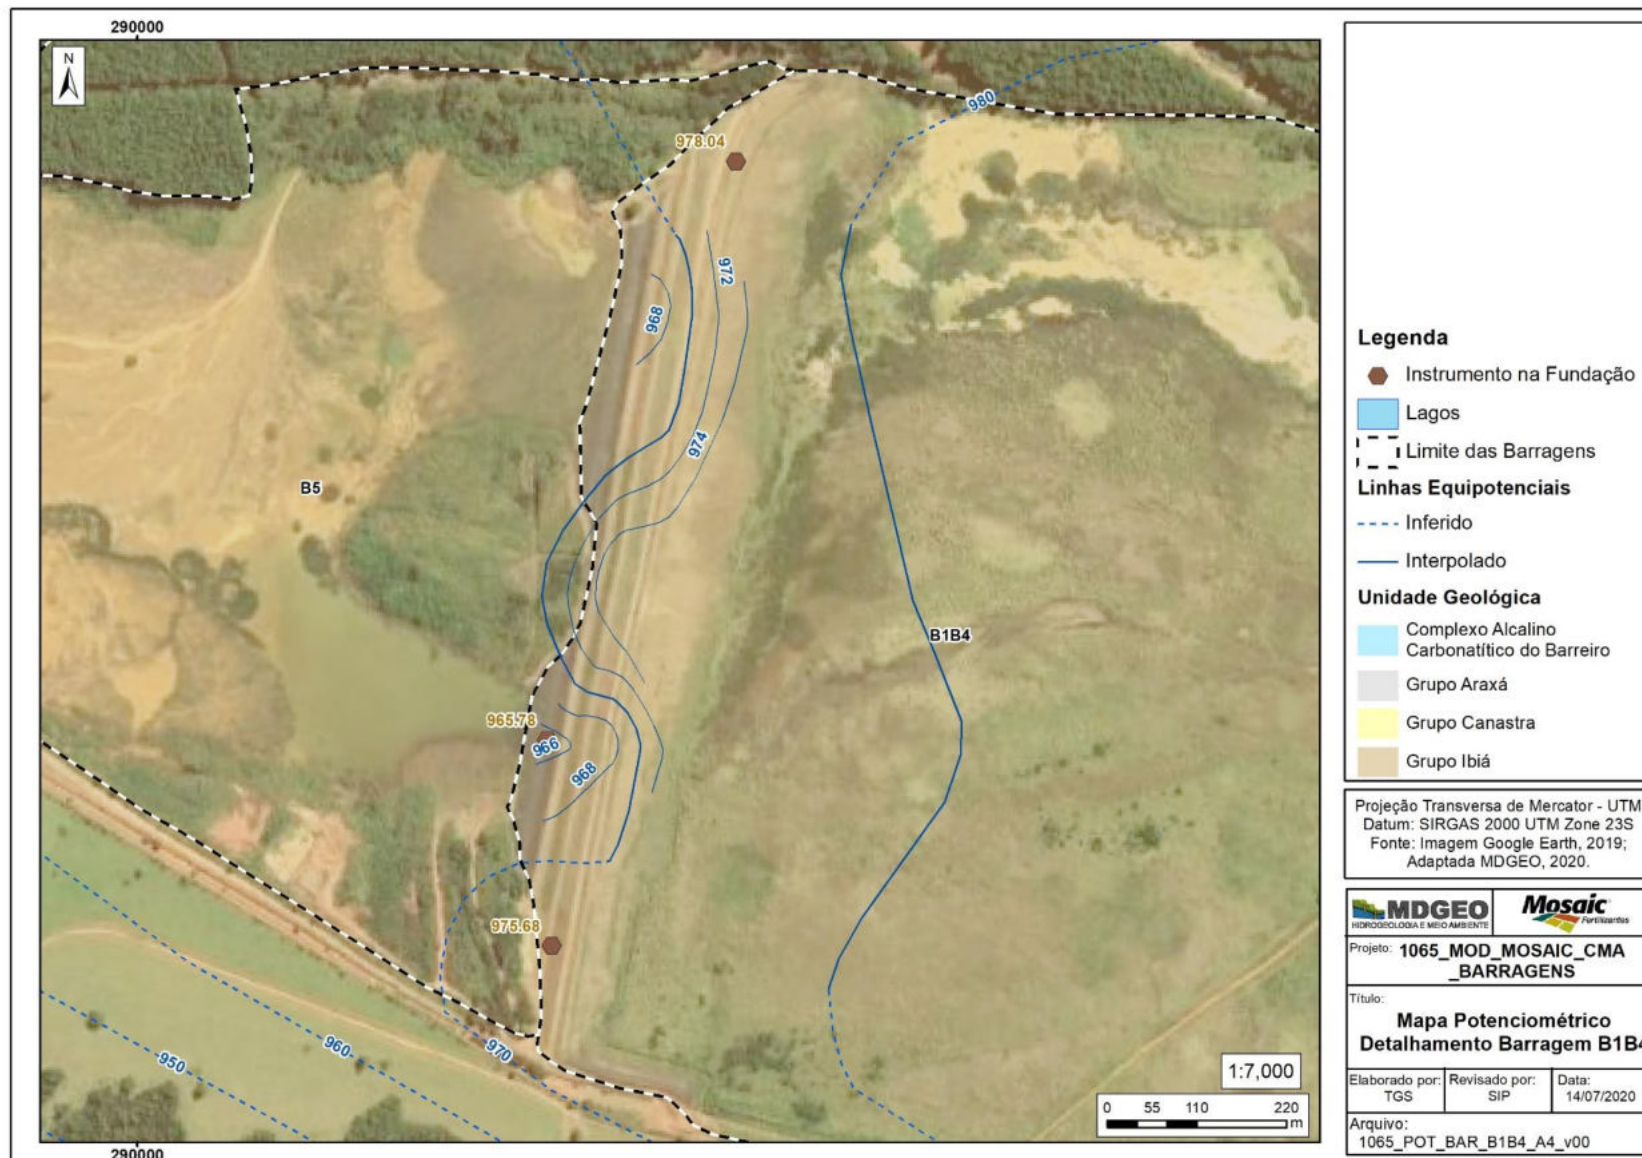 290000
N
980
978.04
972
968
974
B5
B1B4
965.78
966
968
975.68
970
960
950
1:7,000
0 55 110 220
m
290000
Legenda
Instrumento na Fundação
Lagos
Limite das Barragens
Linhas Equipotenciais
Inferido
Interpolado
Unidade Geológica
Complexo Alcalino
Carbonatítico do Barreiro
Grupo Araxá
Grupo Canastra
Grupo Ibiá
Projeção Transversa de Mercator - UTM
Datum: SIRGAS 2000 UTM Zone 23S
Fonte: Imagem Google Earth, 2019;
Adaptada MDGEO, 2020.
MDGEO
HIDROGEOLOGIA E MEIO AMBIENTE
Mosaic
Fertilizantes
Projeto: 1065_MOD_MOSAIC_CMA
_BARRAGENS
Título:
Mapa Potenciométrico
Detalhamento Barragem B1B4
Elaborado por: Revisado por: Data:
TGS SIP 14/07/2020
Arquivo:
1065_POT_BAR_B1B4_A4_v00